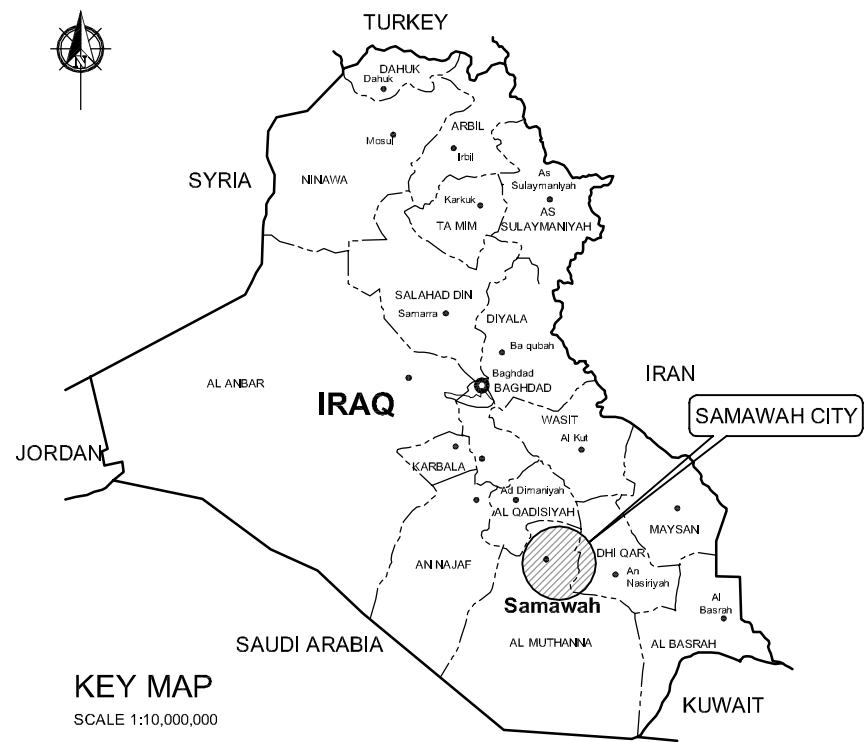 TURKEY
DAHUK
Dahuk
ARBIL
Mosul
Irbil
SYRIA
NINAWA
As
Sulaymaniyah
Karkuk
AS
SULAYMANIYAH
TA MIM
SALAHAD DIN
Samarra
DIYALA
Ba qubah
IRAN
Baghdad
BAGHDAD
AL ANBAR
IRAQ
SAMAWAH CITY
WASIT
Al Kut
JORDAN
KARBALA
Ad Dimaniyah
AL QADISIYAH
MAYSAN
AN NAJAF
DHI QAR
An
Nasiriyah
Samawah
Al
Basrah
SAUDI ARABIA
AL MUTHANNA
AL BASRAH
KEY MAP
KUWAIT
SCALE 1:10,000,000